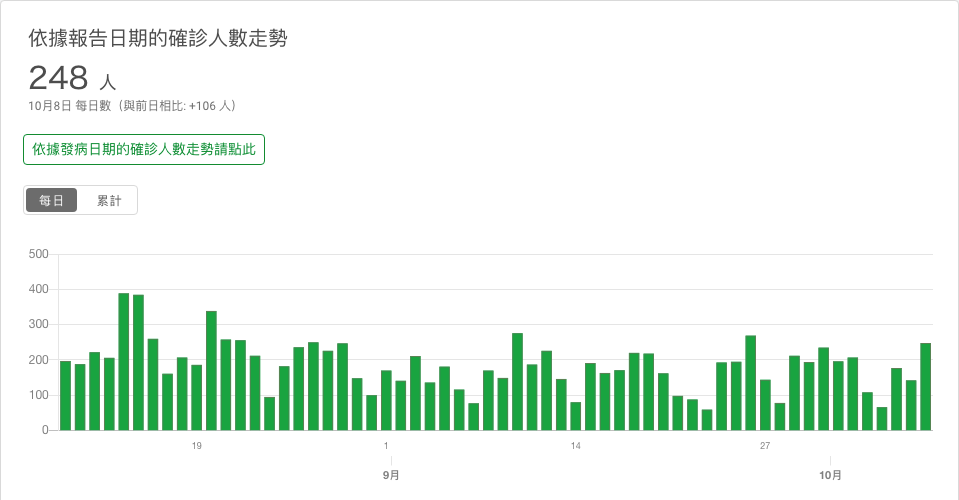 依據報告日期的確診人數走勢
248 人
10月8日 每日數（與前日相比: +106 人）
依據發病日期的確診人數走勢請點此
每日 累計
500
400
300
200
100
0
19 1 14 27
9月 10月